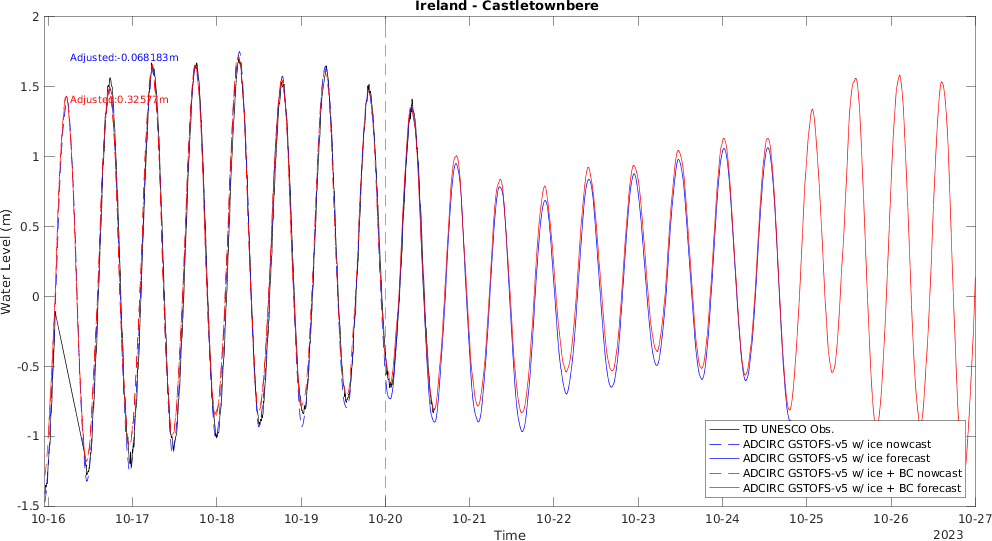 Ireland - Castletownbere
2
1.5
1
0.5
0
-0.5
-1
-1.5
Water Level (m)
Adjusted:-0.068183m
Adjusted:0.32577m
TD UNESCO Obs.
ADCIRC GSTOFS-v5 w/ ice nowcast
ADCIRC GSTOFS-v5 w/ ice forecast
ADCIRC GSTOFS-v5 w/ ice + BC nowcast
ADCIRC GSTOFS-v5 w/ ice + BC forecast
10-16 10-17 10-18 10-19 10-20 10-21 10-22 10-23 10-24 10-25 10-26 10-27
Time
2023